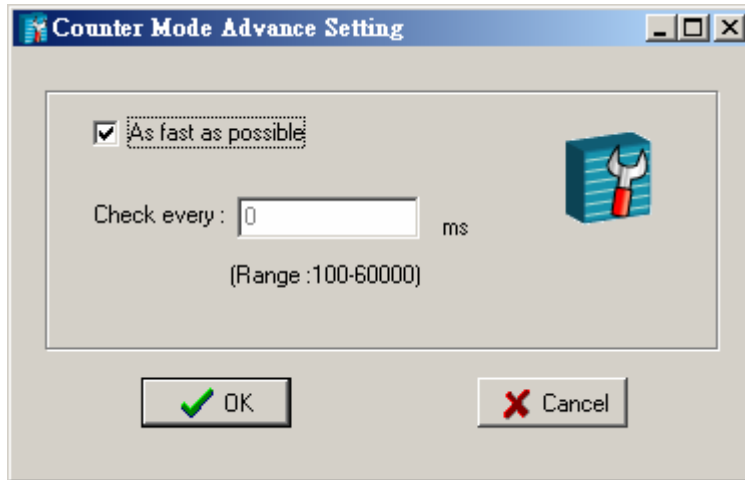 Counter Mode Advance Setting
As fast as possible
Check every : 0 ms
(Range :100-60000)
OK Cancel